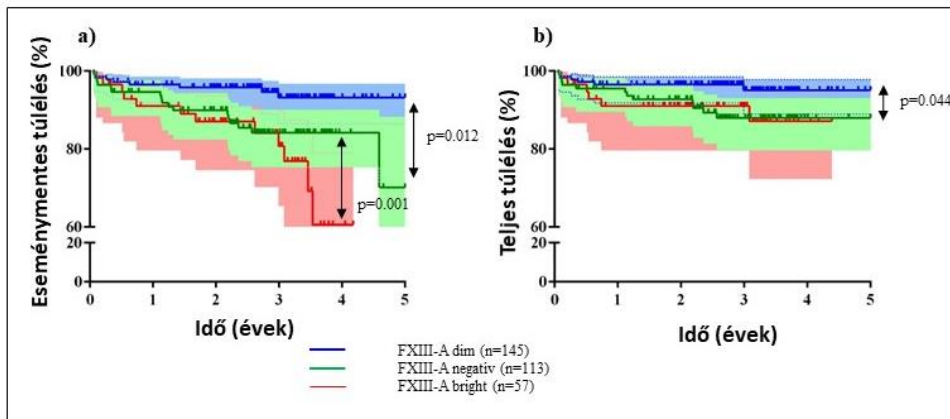 a)
Eseménymentes túlélés (%)
100
80
60
20
0
p=0.012
p=0.001
0 1 2 3 4 5
Idő (évek)
b)
Teljes túlélés (%)
100
80
60
20
0
p=0.044
0 1 2 3 4 5
Idő (évek)
FXIII-A dim (n=145)
FXIII-A negativ (n=113)
FXIII-A bright (n=57)